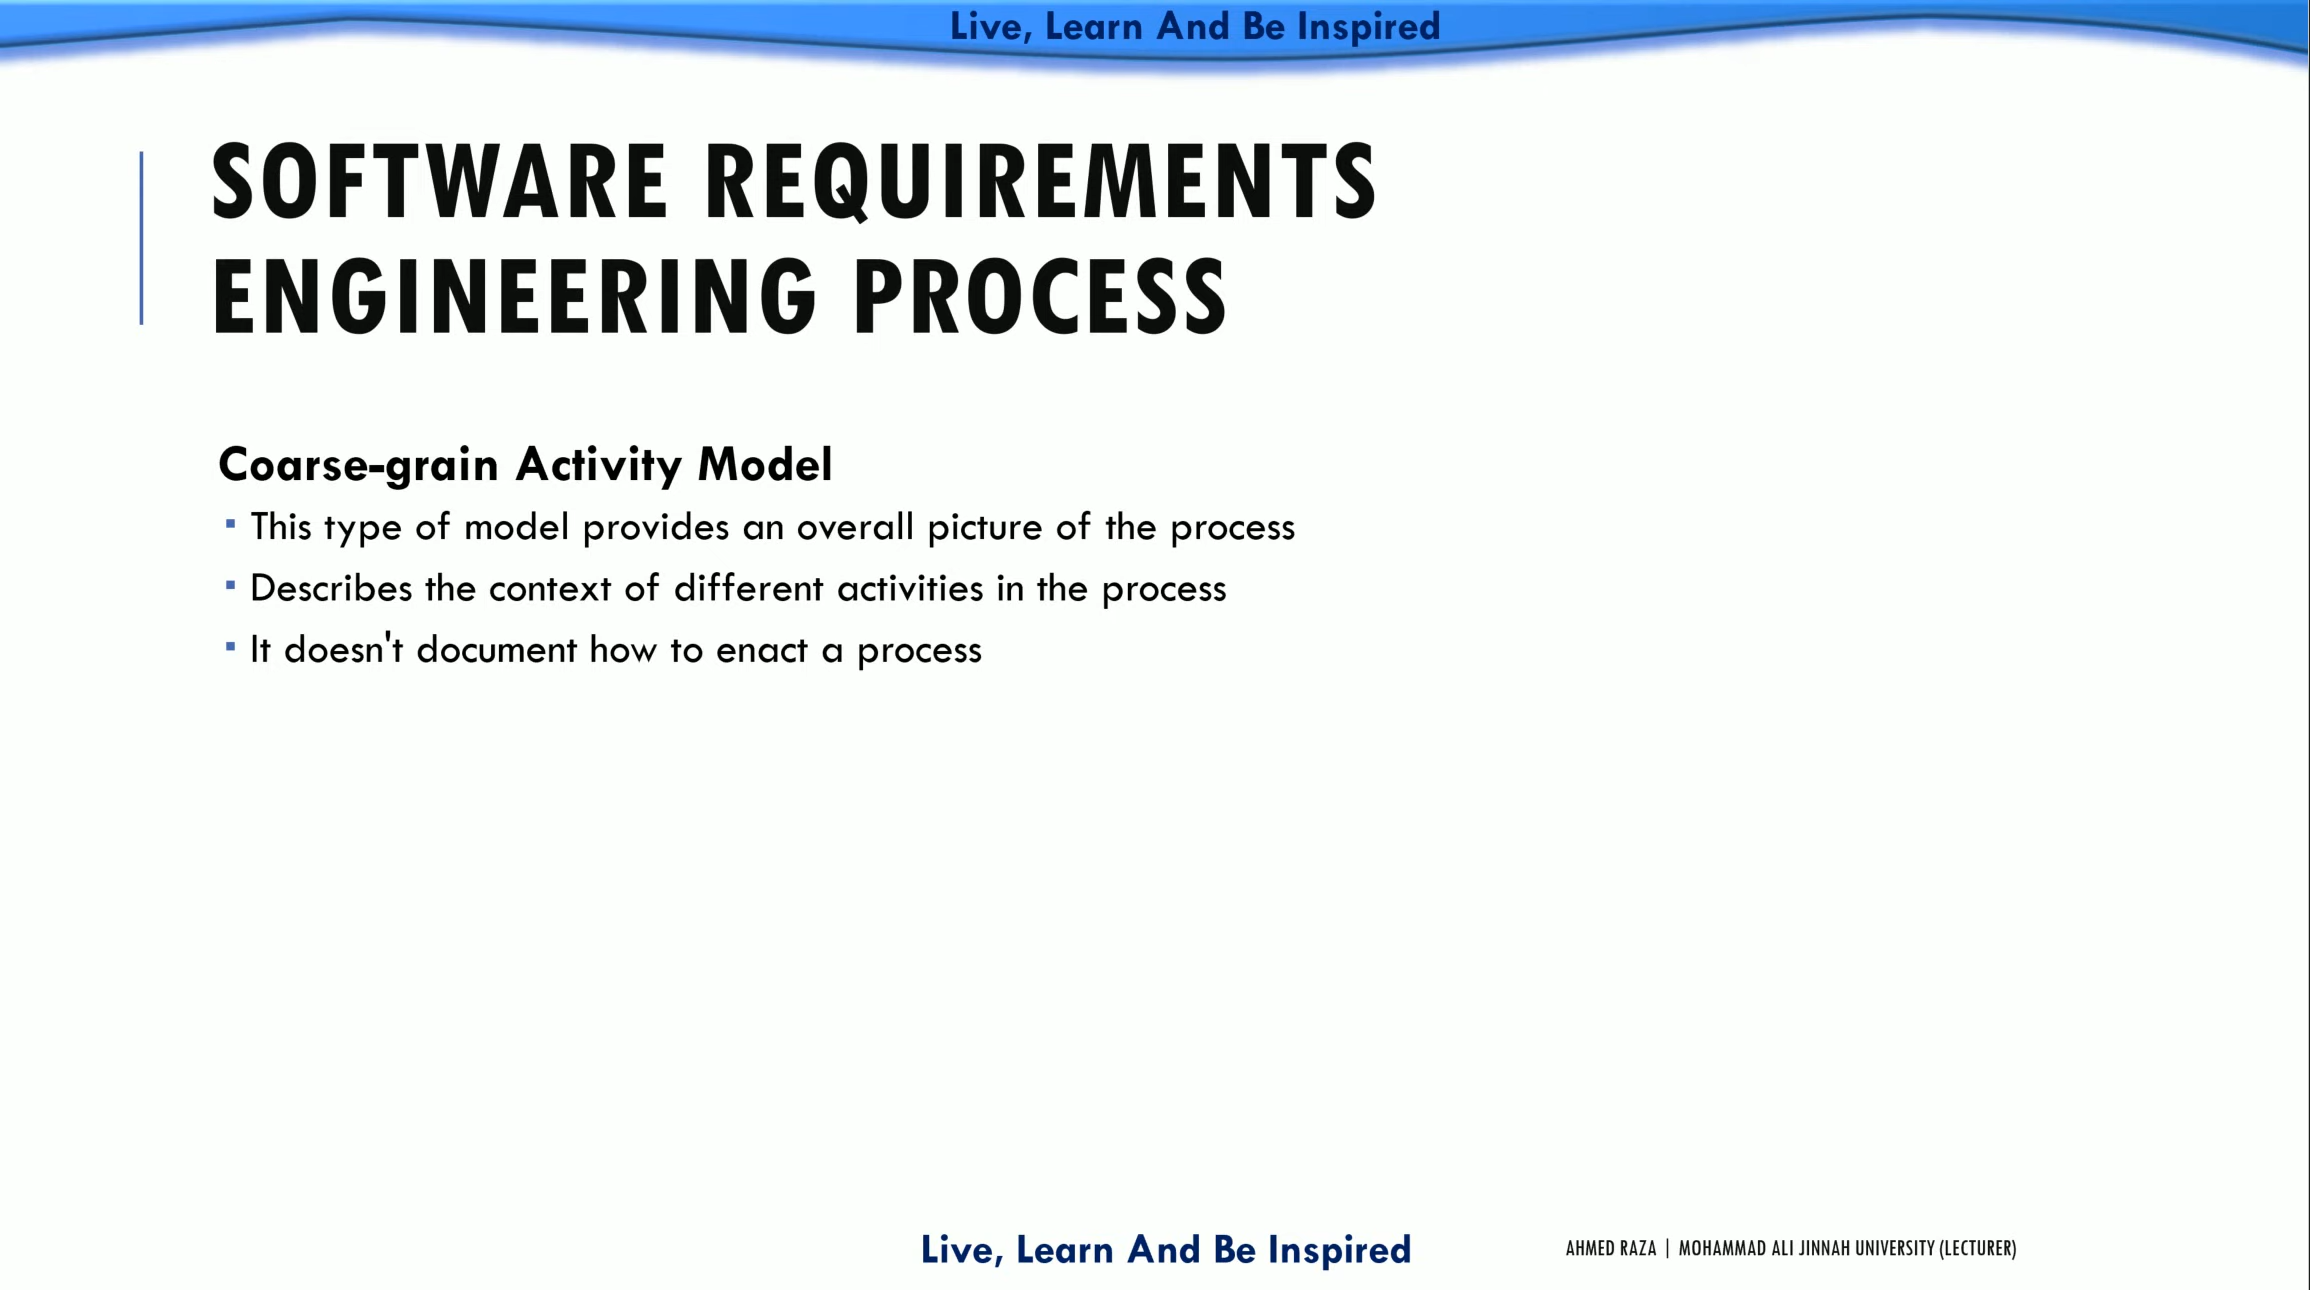 Live, Learn And Be Inspired
SOFTWARE REQUIREMENTS
ENGINEERING PROCESS
Coarse-grain Activity Model
▪ This type of model provides an overall picture of the process
▪ Describes the context of different activities in the process
▪ It doesn't document how to enact a process
Live, Learn And Be Inspired
AHMED RAZA | MOHAMMAD ALI JINNAH UNIVERSITY (LECTURER)